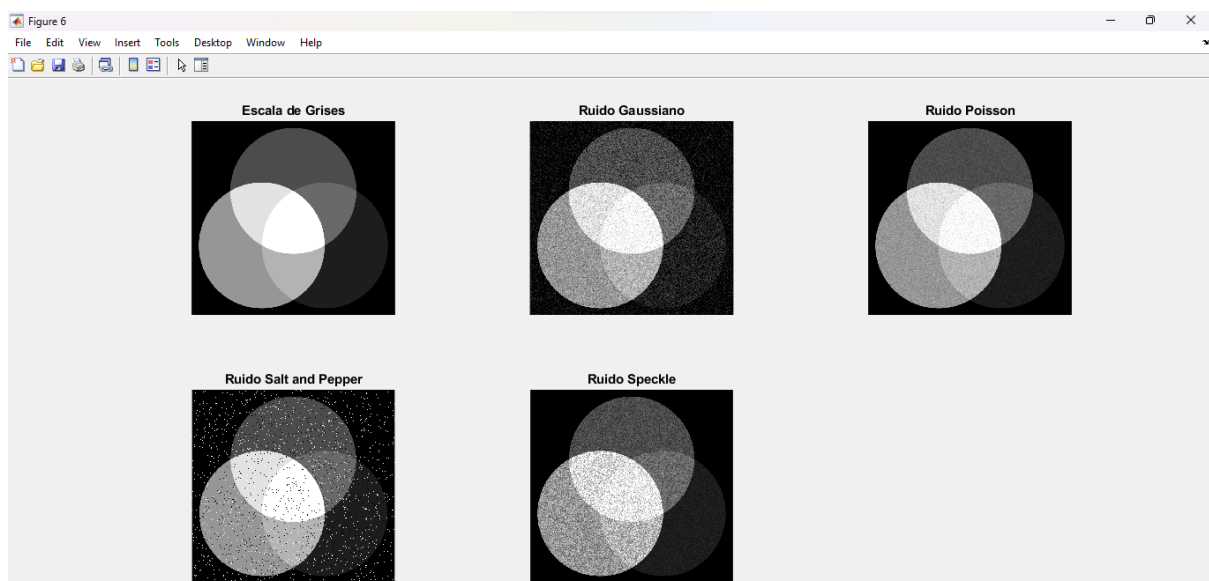 Figure 6
File Edit View Insert Tools Desktop Window Help
Escala de Grises
Ruido Gaussiano
Ruido Poisson
Ruido Salt and Pepper
Ruido Speckle